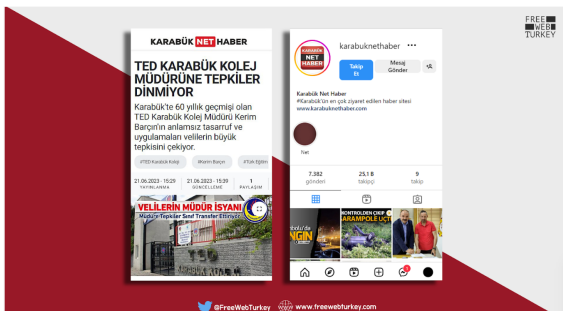 FREE
WEB
TURKEY
KARABÜK NET HABER
TED KARABÜK KOLEJ
MÜDÜRÜNE TEPKİLER
DİNMİYOR
Karabük'te 60 yıllık geçmişi olan
TED Karabük Kolej Müdürü Kerim
Barçın'ın anlamsız tasarruf ve
uygulamaları velilerin büyük
tepkisini çekiyor.
#TED Karabük Koleji
#Kerim Barçın
#Türk Eğitim
21.06.2023 - 15:29
YAYINLANMA
21.06.2023 - 15:39
GÜNCELLEME
1
PAYLAŞIM
VELİLERİN MÜDÜR İSYANI
Müdür'e Tepkiler Sınıf Transfer Ettiriyor
TED
KARABÜK
NET
HABER
karabuknethaber
Takip
Et
Mesaj
Gönder
Karabük Net Haber
#Karabük'ün en çok ziyaret edilen haber sitesi
www.karabuknethaber.com
Net
7.382
gönderi
25,1 B
takipçi
9
takip
KONTROLDEN ÇIKIP
ARAMPOLE UÇTU
@FreeWebTurkey
www.freewebturkey.com